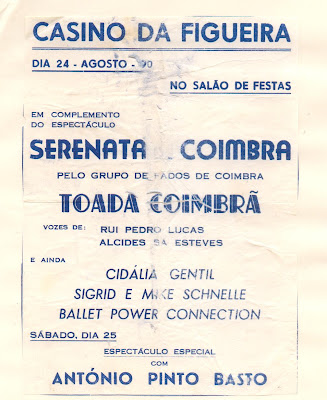 CASINO DA FIGUEIRA
DIA 24 - AGOSTO - 90
NO SALÃO DE FESTAS
EM COMPLEMENTO
DO ESPECTÁCULO
SERENATA DE COIMBRA
PELO GRUPO DE FADOS DE COIMBRA
TOADA COIMBRÃ
VOZES DE: RUI PEDRO LUCAS
ALCIDES SÁ ESTEVES
E AINDA
CIDÁLIA GENTIL
SIGRID E MIKE SCHNELLE
BALLET POWER CONNECTION
SÁBADO, DIA 25
ESPECTÁCULO ESPECIAL
COM
ANTÓNIO PINTO BASTO